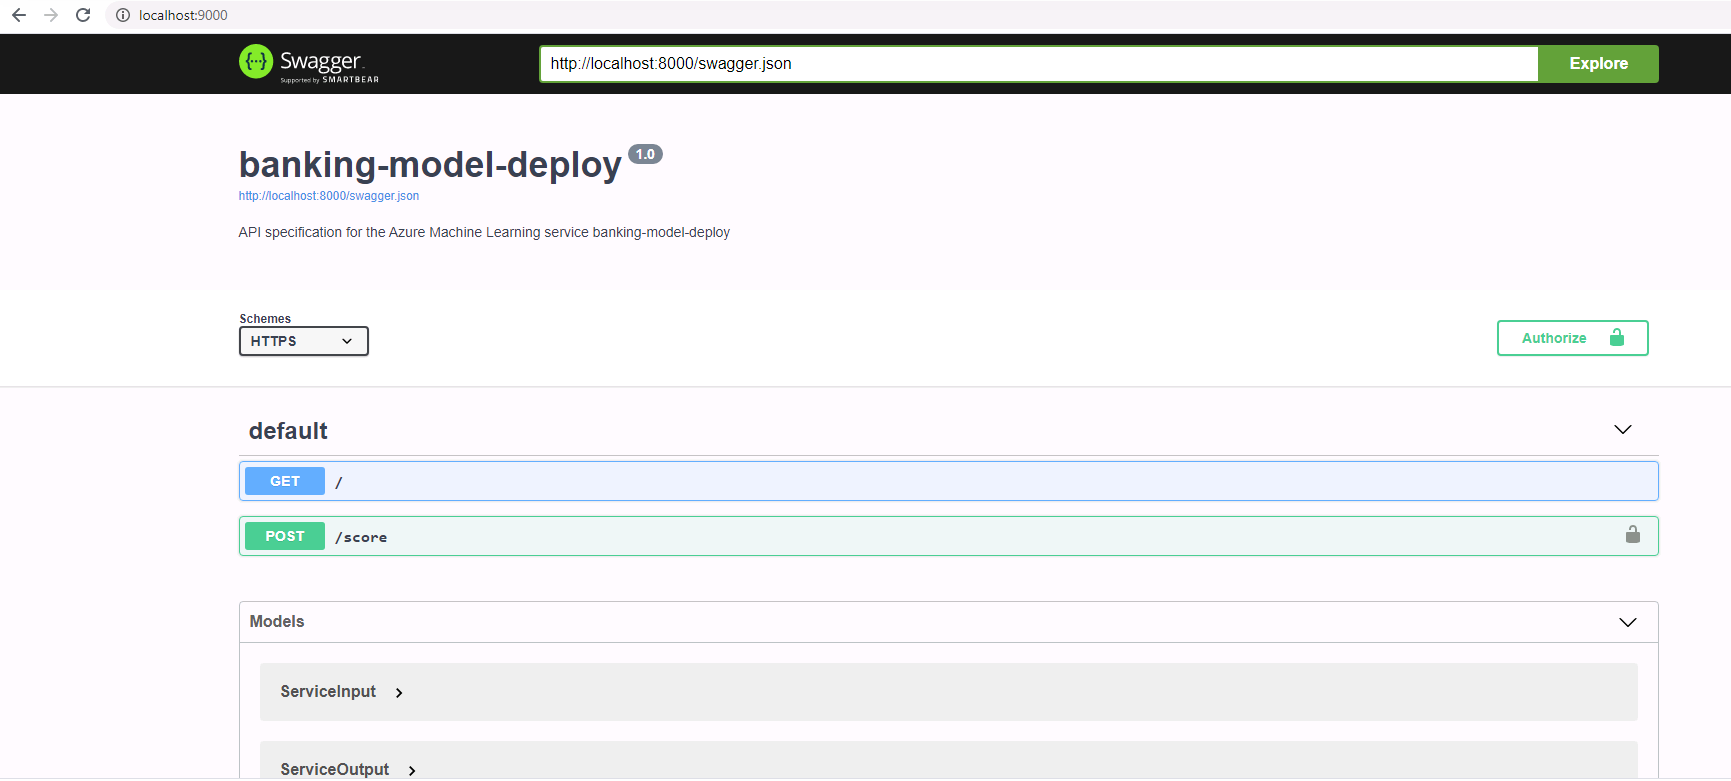 localhost:9000
Swagger
Supported by SMARTBEAR
http://localhost:8000/swagger.json
Explore
banking-model-deploy 1.0
http://localhost:8000/swagger.json
API specification for the Azure Machine Learning service banking-model-deploy
Schemes
HTTPS
Authorize
default
GET /
POST /score
Models
ServiceInput
ServiceOutput